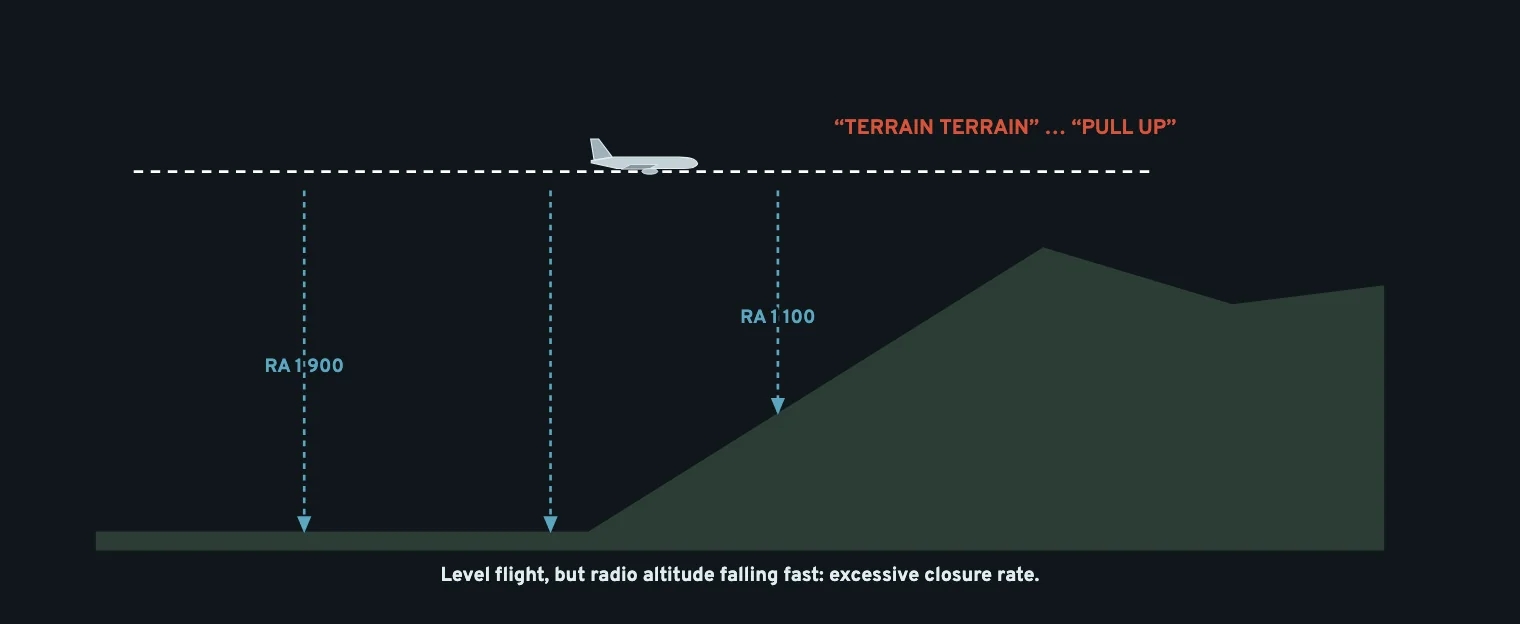 “TERRAIN TERRAIN” … “PULL UP”
RA 1 100
RA 1 900
Level flight, but radio altitude falling fast: excessive closure rate.